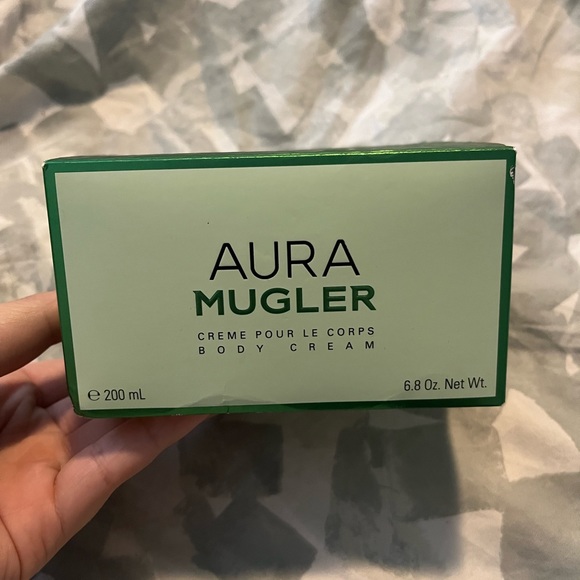 AURA
MUGLER
CREME POUR LE CORPS
BODY CREAM
℮ 200 mL
6.8 Oz. Net Wt.